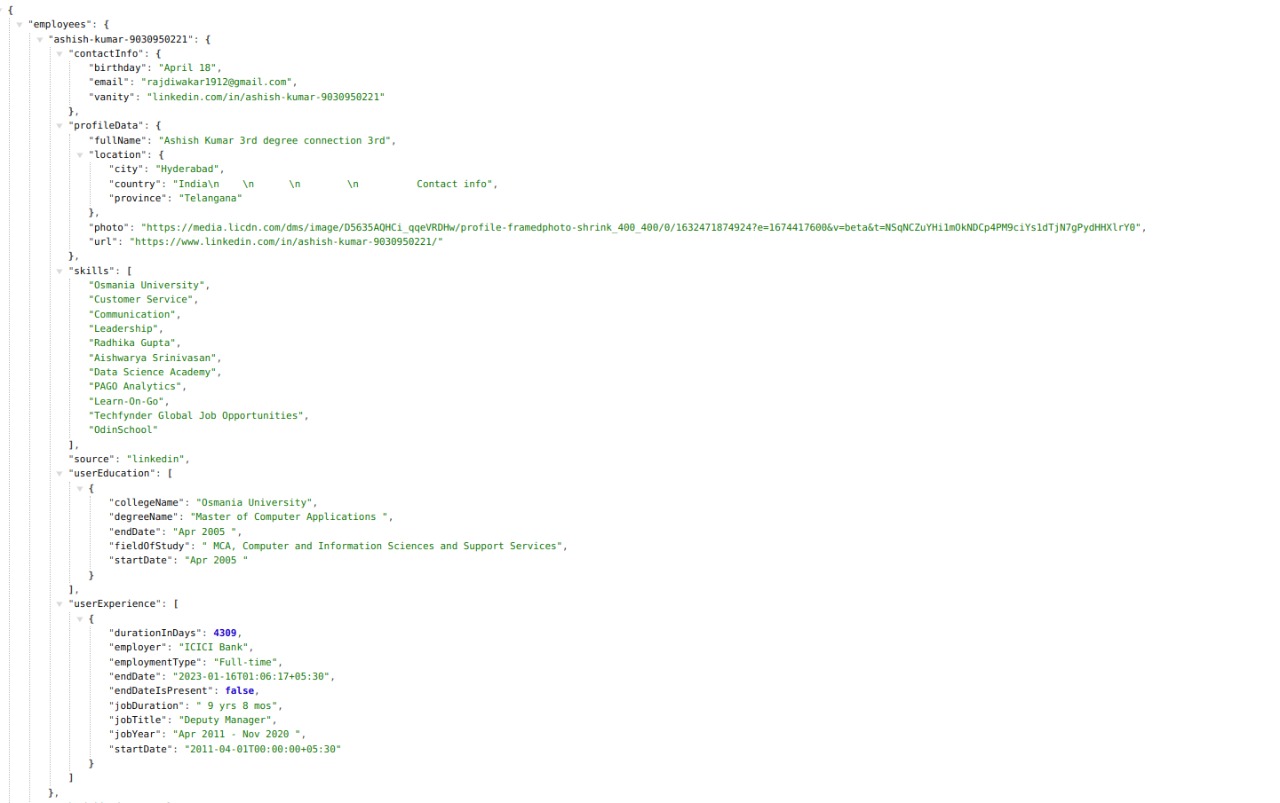 {
"employees": {
"ashish-kumar-9030950221": {
"contactInfo": {
"birthday": "April 18",
"email": "rajdiwakar1912@gmail.com",
"vanity": "linkedin.com/in/ashish-kumar-9030950221"
},
"profileData": {
"fullName": "Ashish Kumar 3rd degree connection 3rd",
"location": {
"city": "Hyderabad",
"country": "India\n    \n      \n        \n          Contact info",
"province": "Telangana"
},
"photo": "https://media.licdn.com/dms/image/D5635AQHCi_qqeVRDHw/profile-framedphoto-shrink_400_400/0/1632471874924?e=1674417600&v=beta&t=NSqNCZuYHi1mOkNDCp4PM9ciYs1dTjN7gPydHHXlrY0",
"url": "https://www.linkedin.com/in/ashish-kumar-9030950221/"
},
"skills": [
"Osmania University",
"Customer Service",
"Communication",
"Leadership",
"Radhika Gupta",
"Aishwarya Srinivasan",
"Data Science Academy",
"PAGO Analytics",
"Learn-On-Go",
"Techfynder Global Job Opportunities",
"OdinSchool"
],
"source": "linkedin",
"userEducation": [
{
"collegeName": "Osmania University",
"degreeName": "Master of Computer Applications ",
"endDate": "Apr 2005 ",
"fieldOfStudy": " MCA, Computer and Information Sciences and Support Services",
"startDate": "Apr 2005 "
}
],
"userExperience": [
{
"durationInDays": 4309,
"employer": "ICICI Bank",
"employmentType": "Full-time",
"endDate": "2023-01-16T01:06:17+05:30",
"endDateIsPresent": false,
"jobDuration": " 9 yrs 8 mos",
"jobTitle": "Deputy Manager",
"jobYear": "Apr 2011 - Nov 2020 ",
"startDate": "2011-04-01T00:00:00+05:30"
}
]
},